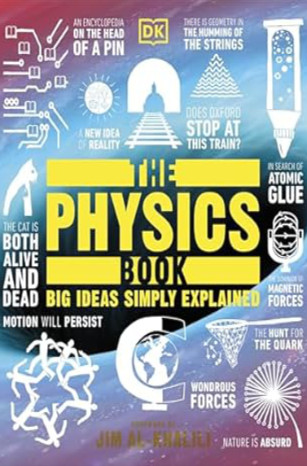 AN ENCYCLOPEDIA
ON THE HEAD
OF A PIN
DK
THERE IS GEOMETRY IN
THE HUMMING OF
THE STRINGS
A NEW IDEA
OF REALITY
DOES OXFORD
STOP AT
THIS TRAIN?
IN SEARCH OF
ATOMIC
GLUE
THE CAT IS
BOTH
ALIVE
AND
DEAD
THE
PHYSICS
BOOK
BIG IDEAS SIMPLY EXPLAINED
MAGNETIC
FORCES
MOTION WILL PERSIST
THE HUNT FOR
THE QUARK
WONDROUS
FORCES
FOREWORD BY
JIM AL-KHALILI
NATURE IS ABSURD